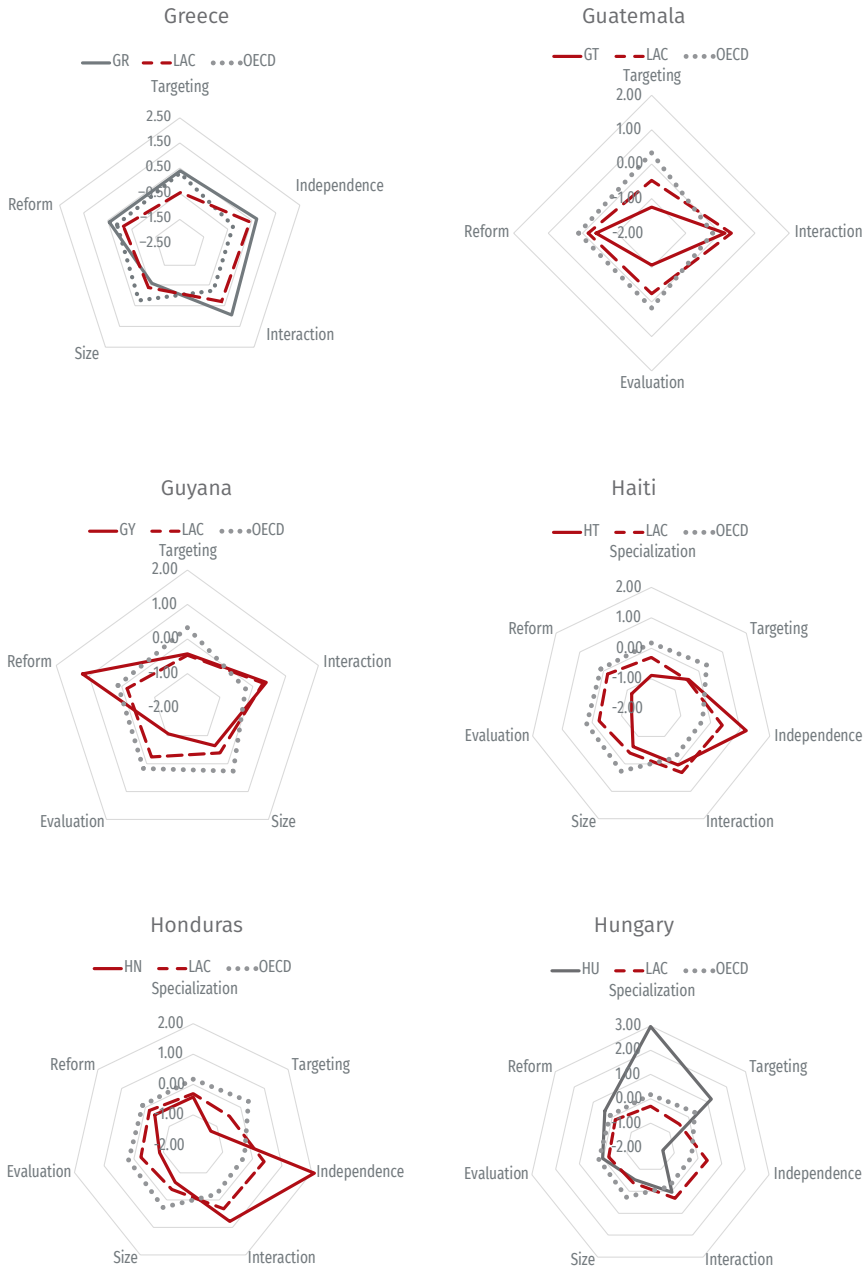 Greece
GR LAC OECD
Targeting
2.50
1.50
0.50
−0.50
−1.50
−2.50
Independence
Interaction
Size
Reform
Guatemala
GT LAC OECD
Targeting
2.00
1.00
0.00
−1.00
−2.00
Interaction
Evaluation
Reform
Guyana
GY LAC OECD
Targeting
2.00
1.00
0.00
−1.00
−2.00
Interaction
Size
Evaluation
Reform
Haiti
HT LAC OECD
Specialization
2.00
1.00
0.00
−1.00
−2.00
Targeting
Independence
Interaction
Size
Evaluation
Reform
Honduras
HN LAC OECD
Specialization
2.00
1.00
0.00
−1.00
−2.00
Targeting
Independence
Interaction
Size
Evaluation
Reform
Hungary
HU LAC OECD
Specialization
3.00
2.00
1.00
0.00
−1.00
−2.00
Targeting
Independence
Interaction
Size
Evaluation
Reform